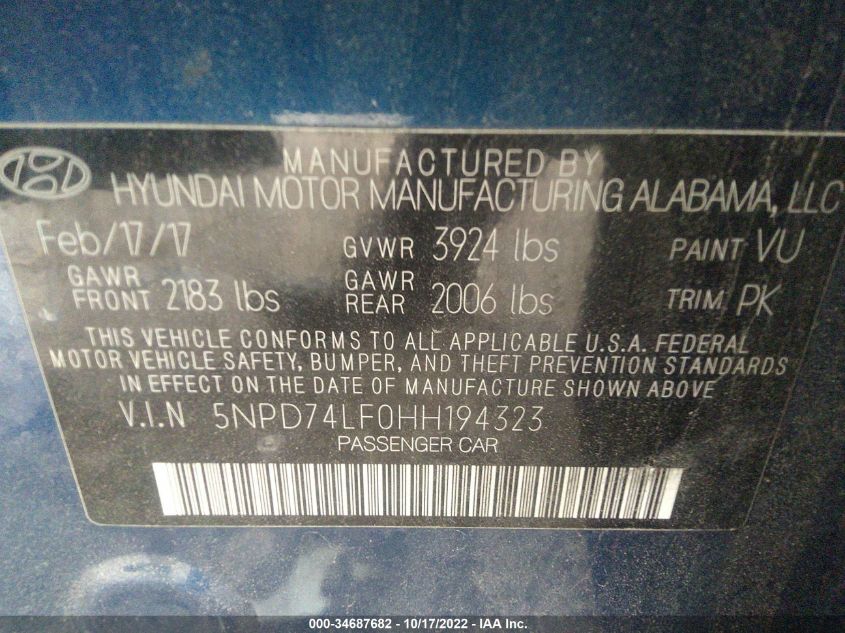 MANUFACTURED BY
HYUNDAI MOTOR MANUFACTURING ALABAMA, LLC
Feb/17/17 GVWR 3924 lbs PAINT VU
GAWR FRONT 2183 lbs GAWR REAR 2006 lbs TRIM PK
THIS VEHICLE CONFORMS TO ALL APPLICABLE U.S.A. FEDERAL
MOTOR VEHICLE SAFETY, BUMPER, AND THEFT PREVENTION STANDARDS
IN EFFECT ON THE DATE OF MANUFACTURE SHOWN ABOVE
V.I.N 5NPD74LF0HH194323
PASSENGER CAR
000-34687682 - 10/17/2022 - IAA Inc.